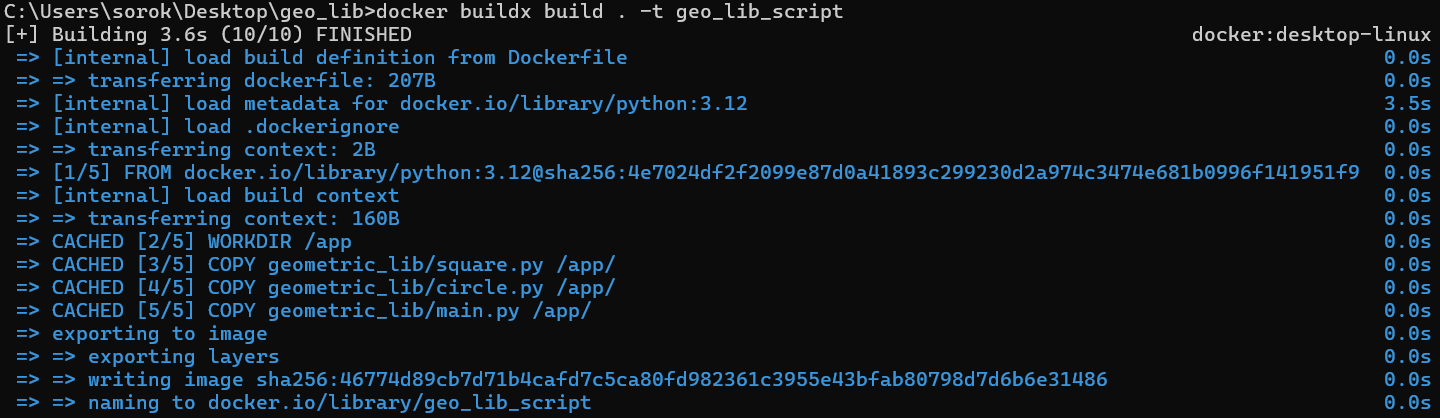 C:\Users\sorok\Desktop\geo_lib>docker buildx build . -t geo_lib_script
[+] Building 3.6s (10/10) FINISHED docker:desktop-linux
=> [internal] load build definition from Dockerfile 0.0s
=> => transferring dockerfile: 207B 0.0s
=> [internal] load metadata for docker.io/library/python:3.12 3.5s
=> [internal] load .dockerignore 0.0s
=> => transferring context: 2B 0.0s
=> [1/5] FROM docker.io/library/python:3.12@sha256:4e7024df2f2099e87d0a41893c299230d2a974c3474e681b0996f141951f9 0.0s
=> [internal] load build context 0.0s
=> => transferring context: 160B 0.0s
=> CACHED [2/5] WORKDIR /app 0.0s
=> CACHED [3/5] COPY geometric_lib/square.py /app/ 0.0s
=> CACHED [4/5] COPY geometric_lib/circle.py /app/ 0.0s
=> CACHED [5/5] COPY geometric_lib/main.py /app/ 0.0s
=> exporting to image 0.0s
=> => exporting layers 0.0s
=> => writing image sha256:46774d89cb7d71b4cafd7c5ca80fd982361c3955e43bfab80798d7d6b6e31486 0.0s
=> => naming to docker.io/library/geo_lib_script 0.0s